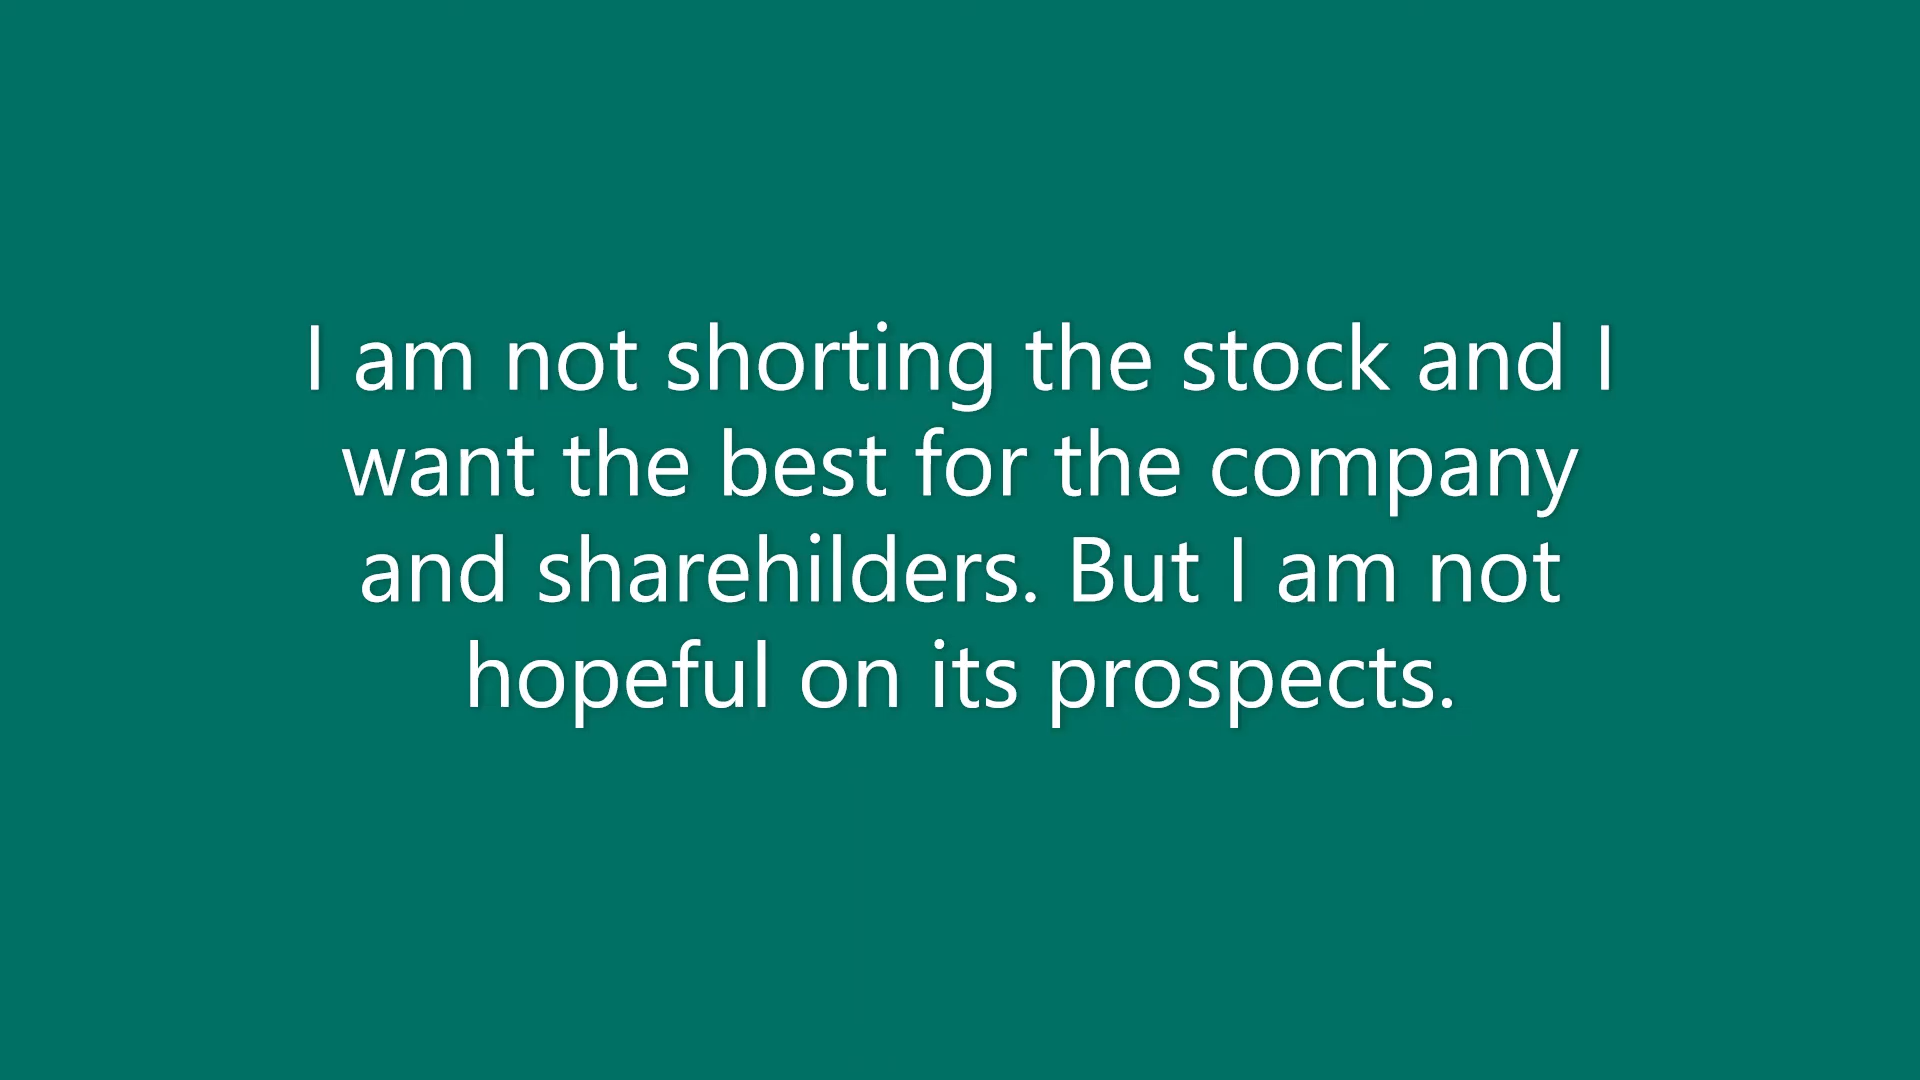 I am not shorting the stock and I
want the best for the company
and sharehilders. But I am not
hopeful on its prospects.